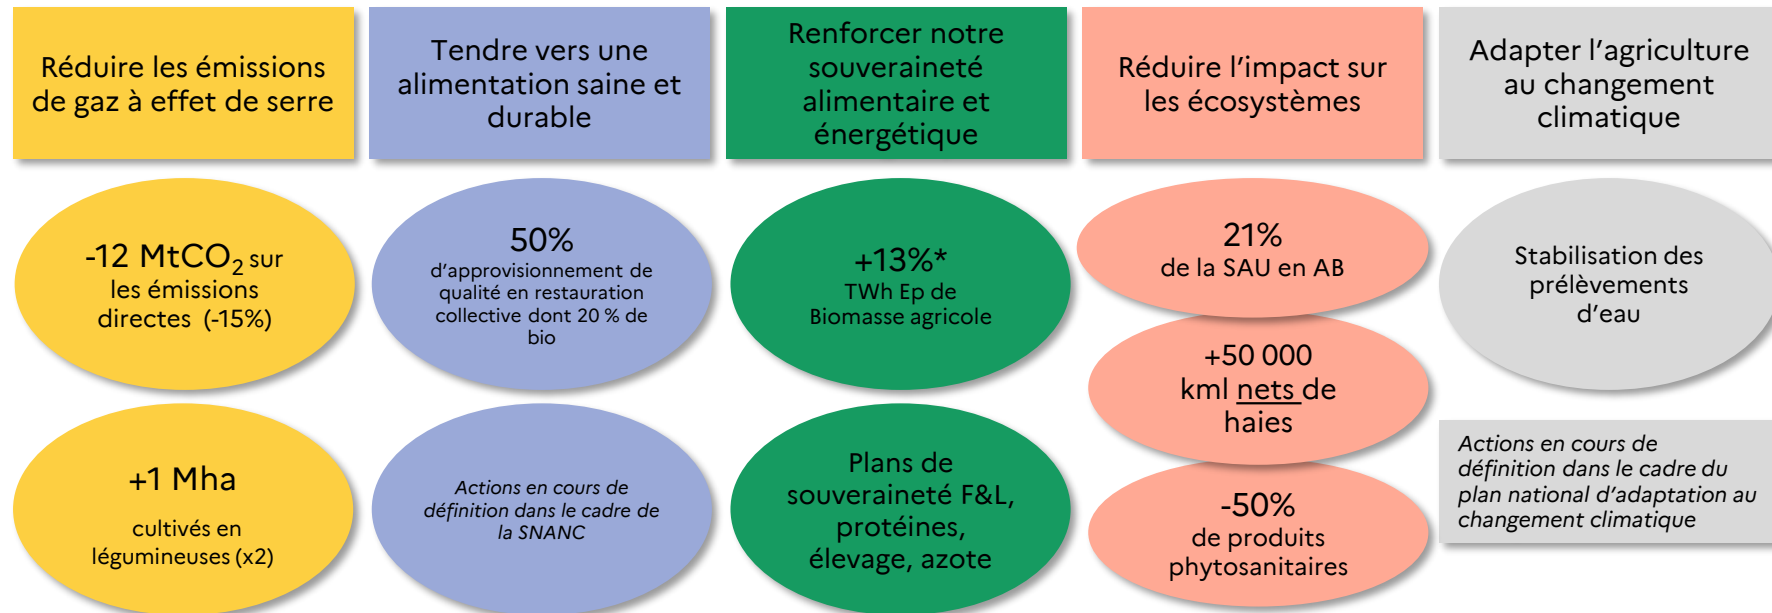 Réduire les émissions
de gaz à effet de serre
Tendre vers une
alimentation saine et
durable
Renforcer notre
souveraineté
alimentaire et
énergétique
Réduire l'impact sur
les écosystèmes
Adapter l'agriculture
au changement
climatique
-12 MtCO₂ sur
les émissions
directes (-15%)
50%
d'approvisionnement de
qualité en restauration
collective dont 20 % de
bio
+13%*
TWh Ep de
Biomasse agricole
21%
de la SAU en AB
Stabilisation des
prélèvements
d'eau
+50 000
kml nets de
haies
+1 Mha
cultivés en
légumineuses (x2)
Actions en cours de
définition dans le cadre de
la SNANC
Plans de
souveraineté F&L,
protéines,
élevage, azote
-50%
de produits
phytosanitaires
Actions en cours de
définition dans le cadre du
plan national d'adaptation au
changement climatique